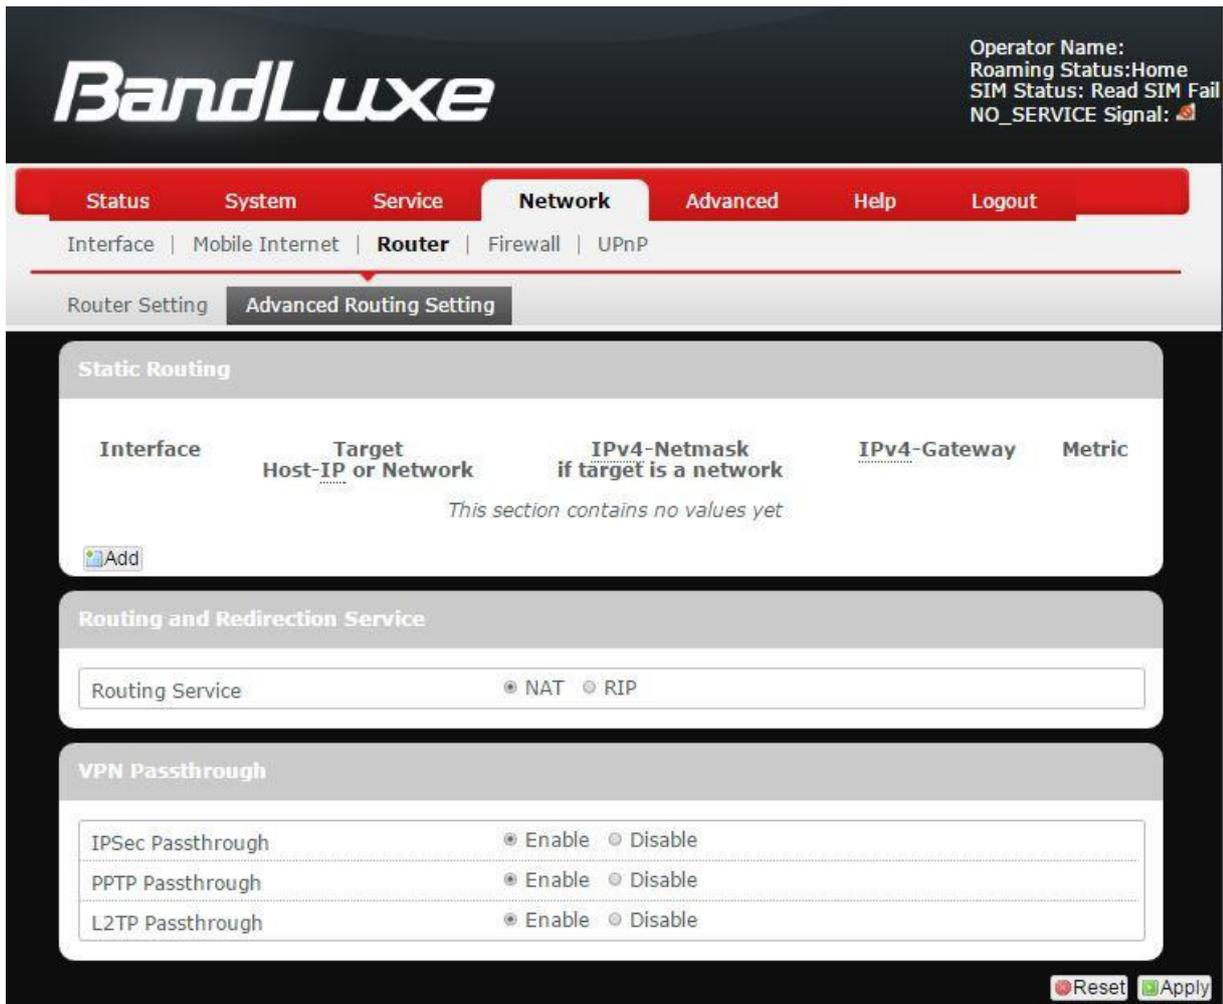 BandLuxe
Operator Name:
Roaming Status:Home
SIM Status: Read SIM Fail
NO_SERVICE Signal:
Status System Service Network Advanced Help Logout
Interface | Mobile Internet | Router | Firewall | UPnP
Router Setting Advanced Routing Setting
Static Routing
Interface Target IPv4-Netmask IPv4-Gateway Metric
Host-IP or Network if target is a network
This section contains no values yet
Add
Routing and Redirection Service
Routing Service NAT RIP
VPN Passthrough
IPSec Passthrough Enable Disable
PPTP Passthrough Enable Disable
L2TP Passthrough Enable Disable
Reset Apply